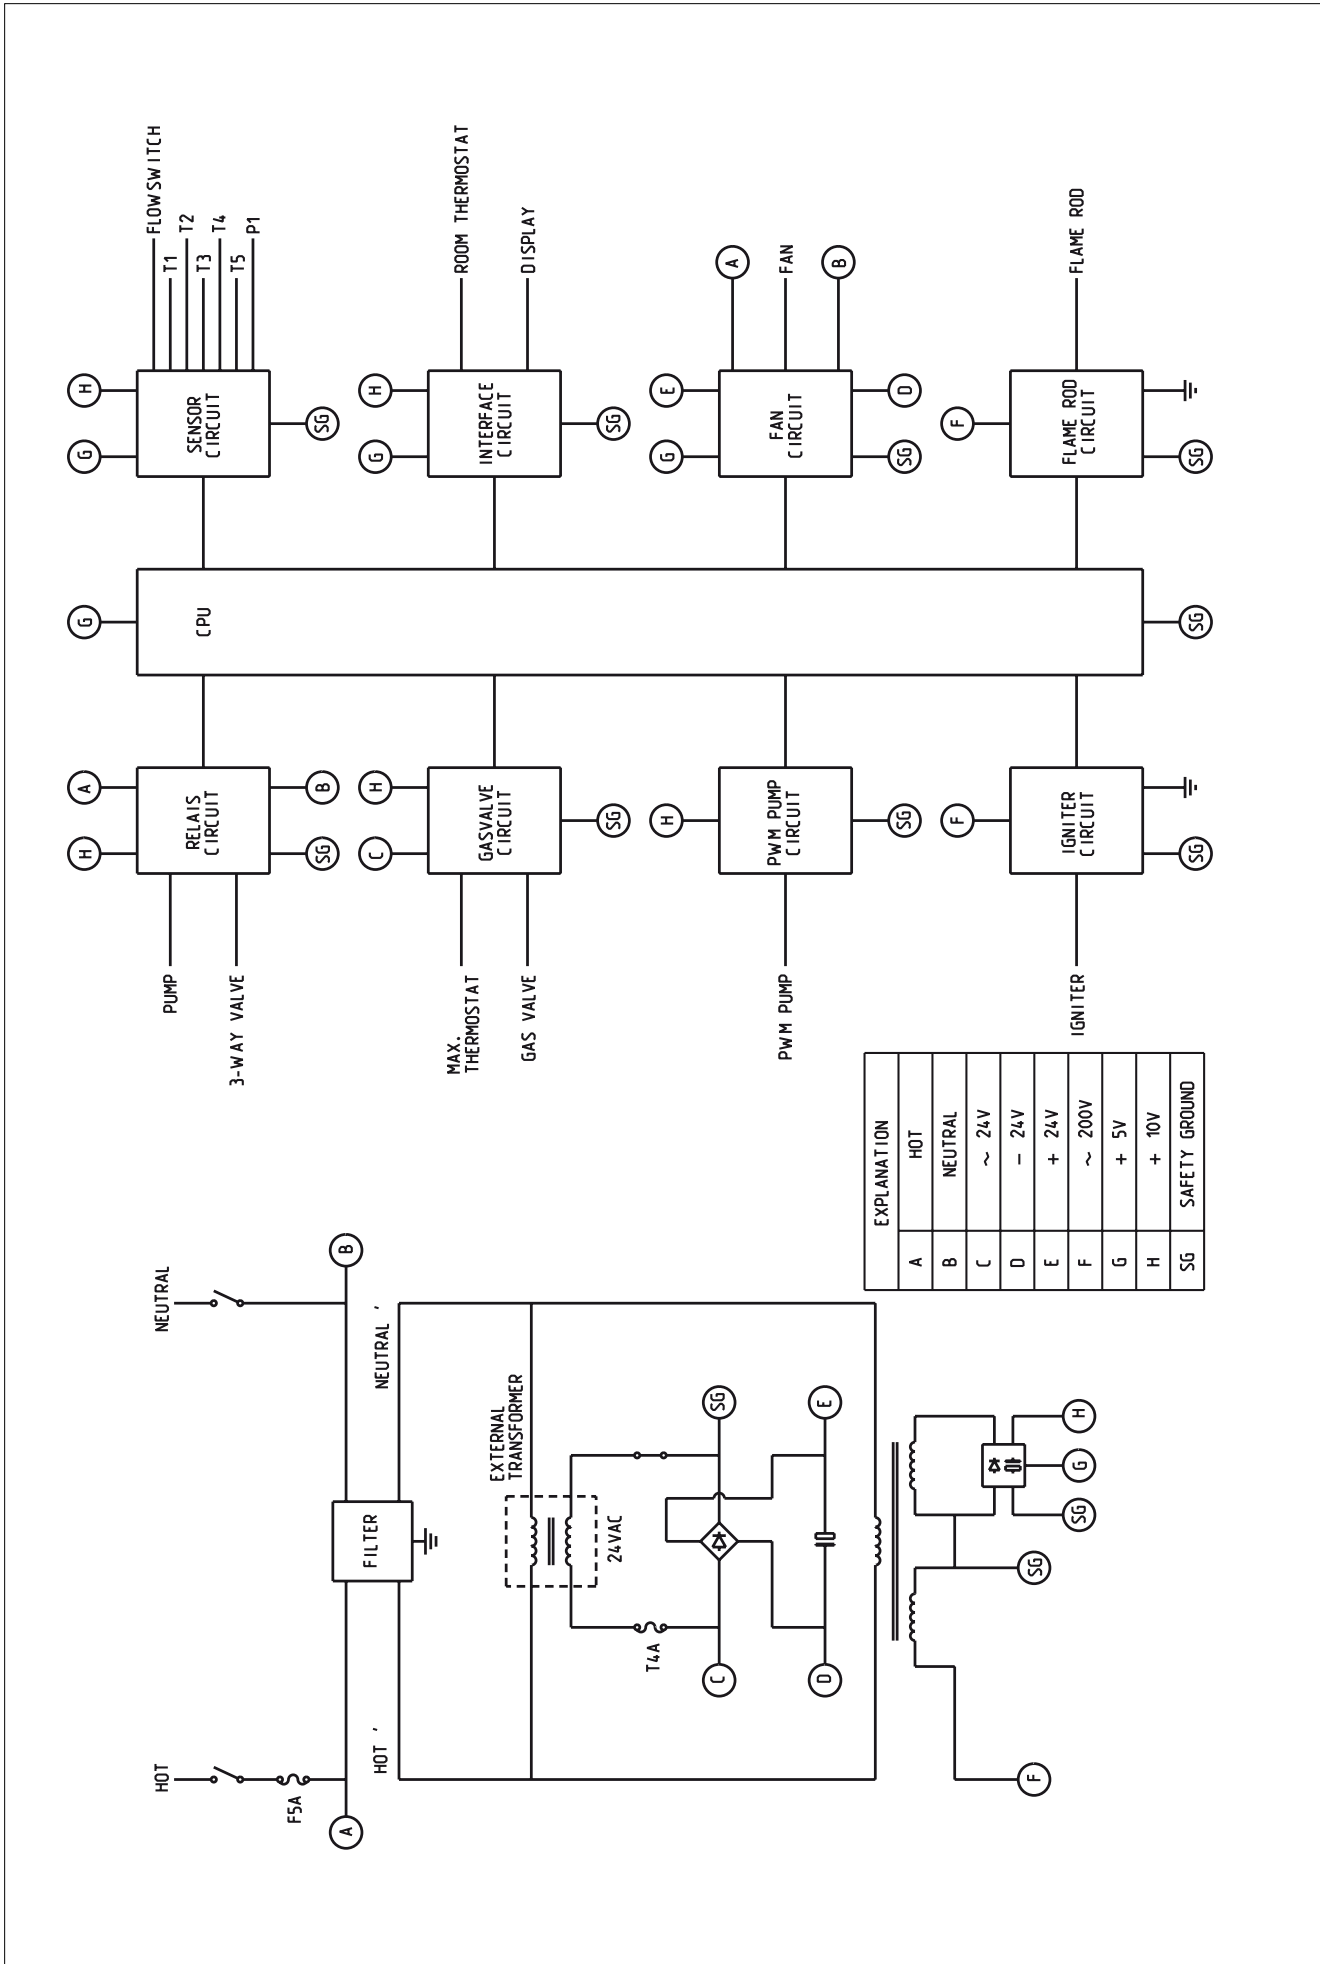 HOT
NEUTRAL
F5A
A
B
FILTER
HOT '
NEUTRAL '
EXTERNAL
TRANSFORMER
24VAC
T4A
C
SG
D
E
F
SG
SG
G
H
EXPLANATION
A HOT
B NEUTRAL
C ~ 24V
D - 24V
E + 24V
F ~ 200V
G + 5V
H + 10V
SG SAFETY GROUND
PUMP
3-WAY VALVE
H
A
RELAIS
CIRCUIT
SG
B
MAX.
THERMOSTAT
GAS VALVE
C
H
GASVALVE
CIRCUIT
SG
PWM PUMP
H
PWM PUMP
CIRCUIT
SG
IGNITER
F
IGNITER
CIRCUIT
SG
G
CPU
SG
G
H
SENSOR
CIRCUIT
SG
FLOWSWITCH
T1
T2
T3
T4
T5
P1
G
H
INTERFACE
CIRCUIT
SG
ROOM THERMOSTAT
DISPLAY
G
E
FAN
CIRCUIT
SG
D
A
FAN
B
F
FLAME ROD
CIRCUIT
SG
FLAME ROD